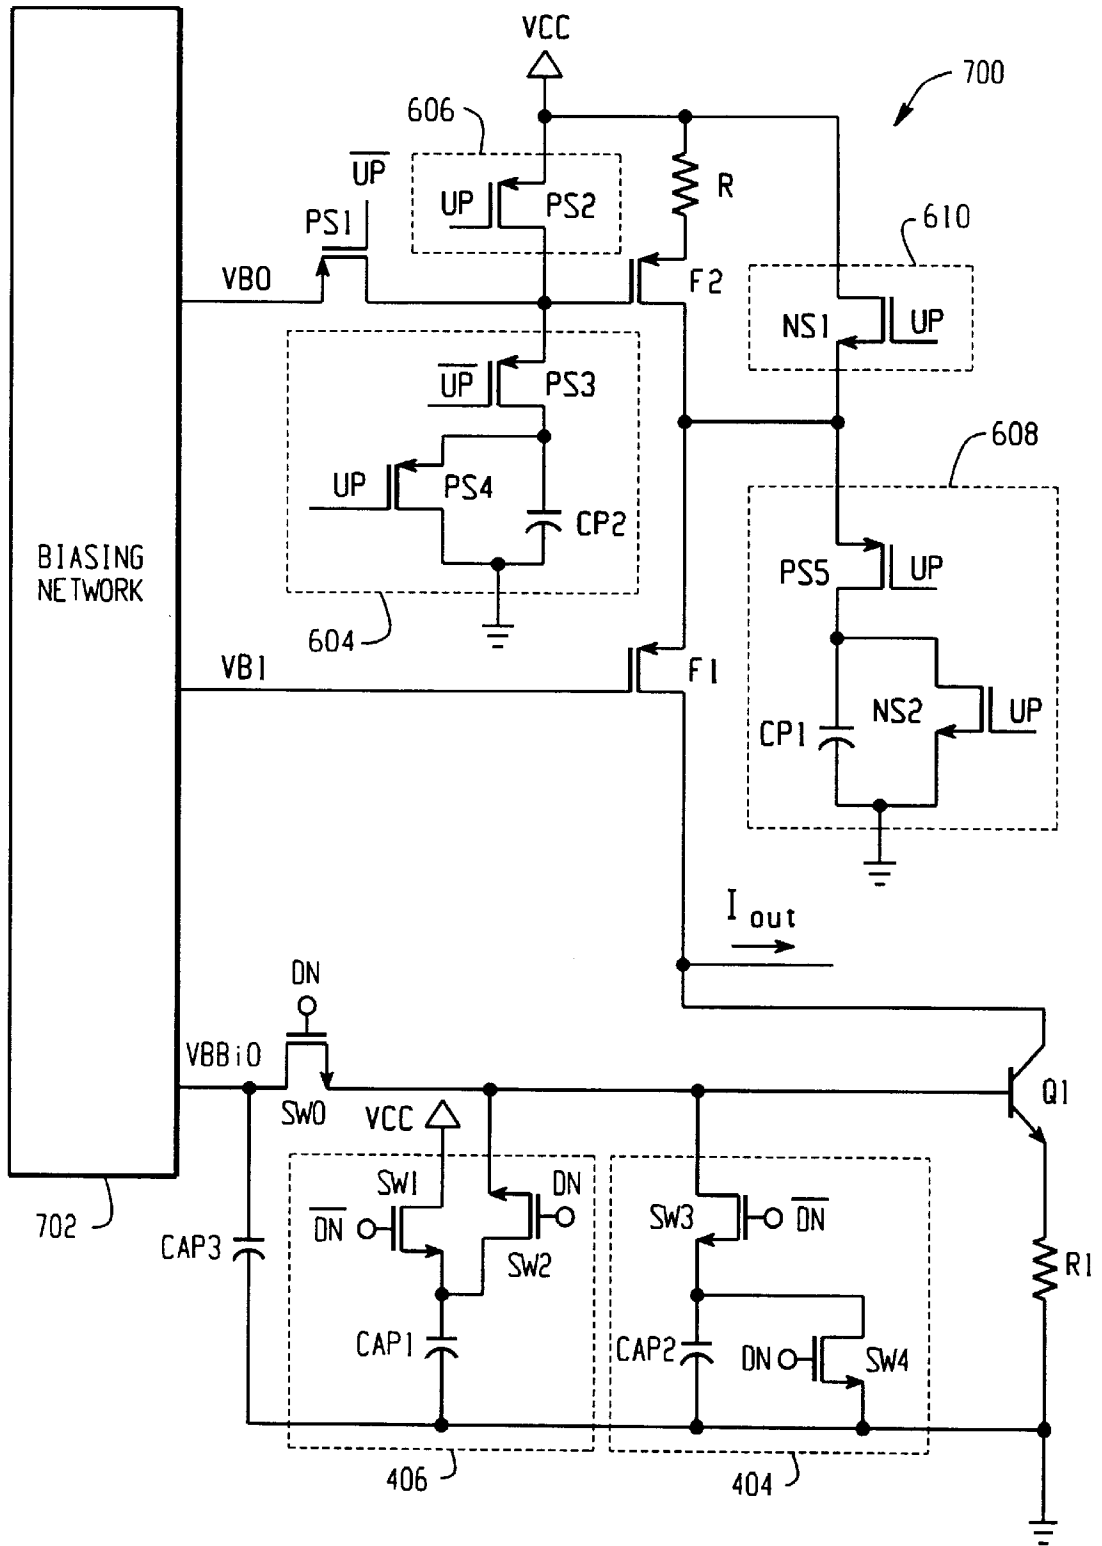 VCC
700
606
UP
PS1
UP
PS2
R
610
VB0
F2
NS1
UP
UP
PS3
608
UP
PS4
CP2
BIASING
NETWORK
PS5
UP
604
VB1
F1
CP1
NS2
UP
I out
DN
VBBi0
SW0
VCC
Q1
SW1
DN
DN
SW2
SW3
DN
702
CAP3
R1
CAP1
CAP2
DN
SW4
406
404